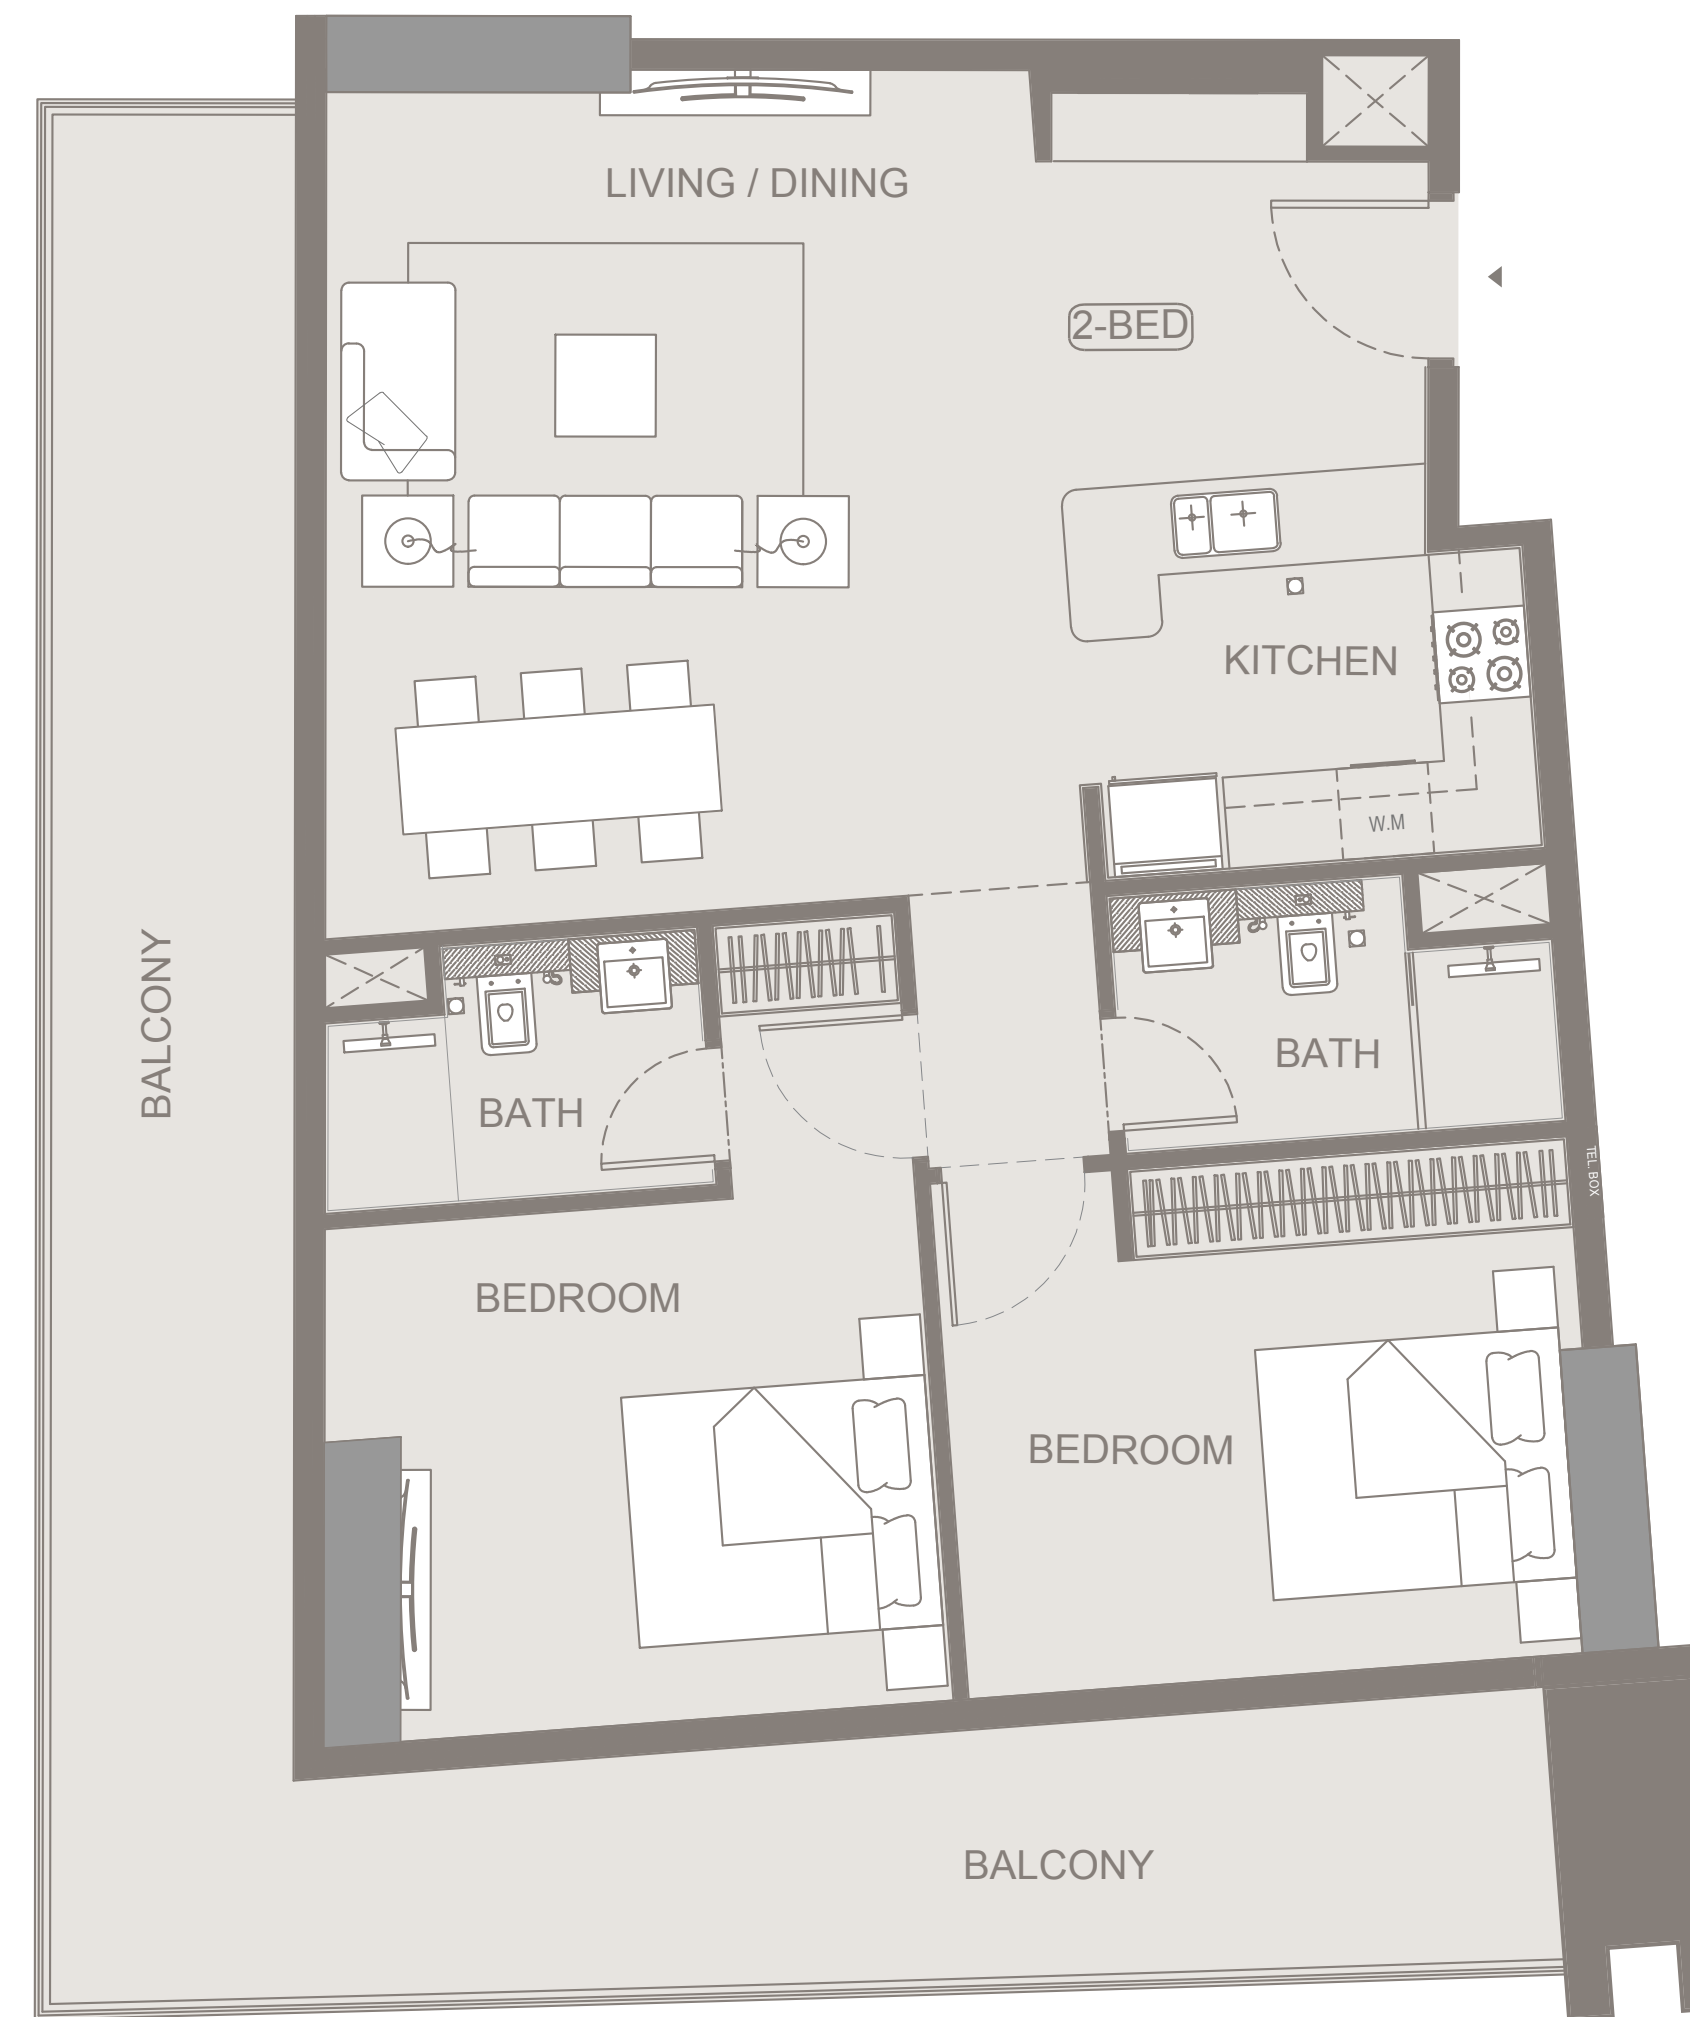 LIVING / DINING
2-BED
KITCHEN
W.M
BALCONY
BATH
BATH
TEL. BOX
BEDROOM
BEDROOM
BALCONY